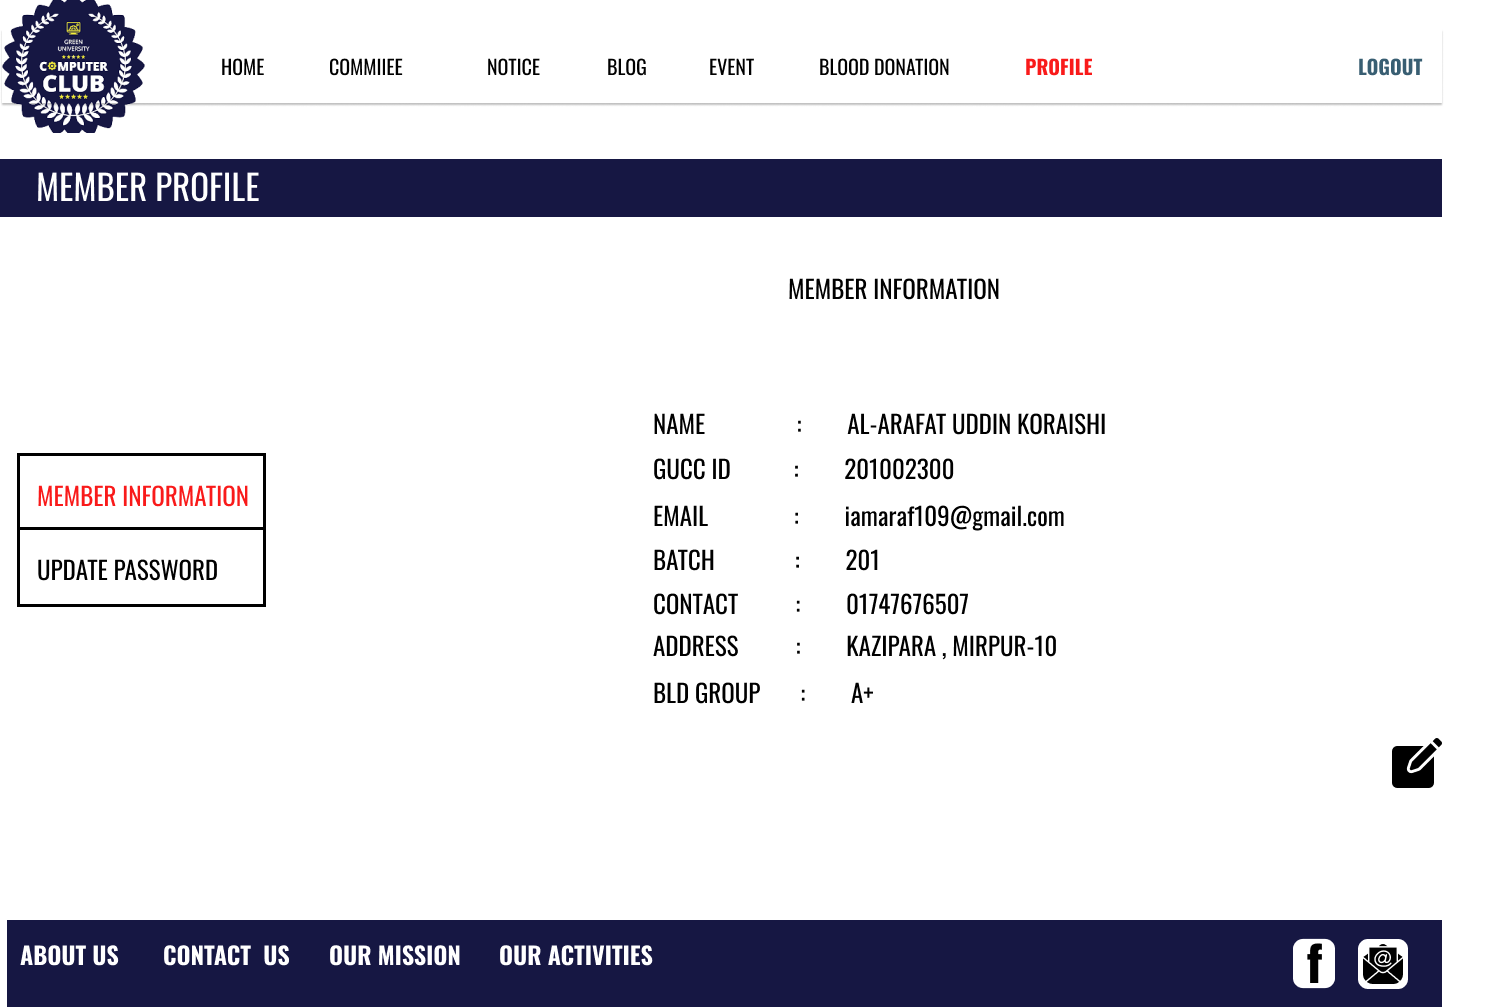 GREEN
UNIVERSITY
COMPUTER
CLUB
HOME COMMIIEE NOTICE BLOG EVENT BLOOD DONATION PROFILE LOGOUT
MEMBER PROFILE
MEMBER INFORMATION
MEMBER INFORMATION
UPDATE PASSWORD
NAME : AL-ARAFAT UDDIN KORAISHI
GUCC ID : 201002300
EMAIL : iamaraf109@gmail.com
BATCH : 201
CONTACT : 01747676507
ADDRESS : KAZIPARA , MIRPUR-10
BLD GROUP : A+
ABOUT US CONTACT US OUR MISSION OUR ACTIVITIES f @